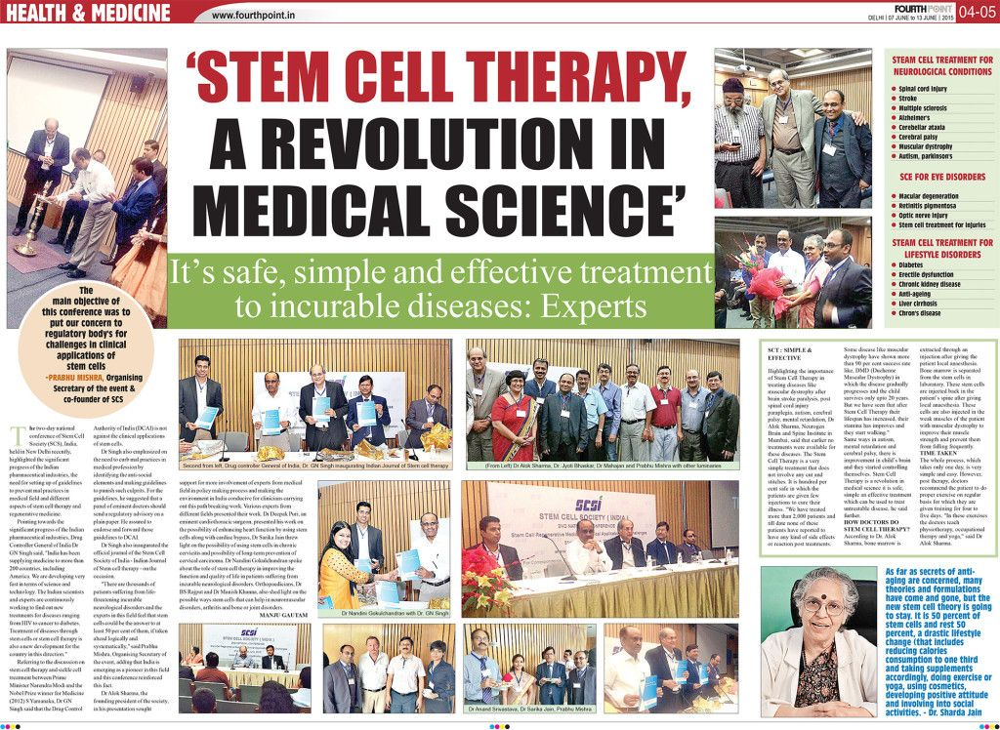 HEALTH & MEDICINE
www.fourthpoint.in
FOURTHPOINT
DELHI | 07 JUNE to 13 JUNE | 2015
04-05
‘STEM CELL THERAPY,
A REVOLUTION IN
MEDICAL SCIENCE’
It’s safe, simple and effective treatment
to incurable diseases: Experts
The
main objective of
this conference was to
put our concern to
regulatory body's for
challenges in clinical
applications of
stem cells
-PRABHU MISHRA, Organising
Secretary of the event &
co-founder of SCS
The two-day national
conference of Stem Cell
Society (SCS), India,
held in New Delhi recently,
highlighted the significant
progress of the Indian
pharmaceutical industries, the
need for setting up of guidelines
to prevent mal practices in
medical field and different
aspects of stem cell therapy and
regenerative medicine.
Pointing towards the
significant progress of the Indian
pharmaceutical industries, Drug
Controller General of India Dr
GN Singh said, "India has been
supplying medicine to more than
200 countries, including
America. We are developing very
fast in terms of science and
technology. The Indian scientists
and experts are continuously
working to find out new
treatments for diseases ranging
from HIV to cancer to diabetes.
Treatment of diseases through
stem cells or stem cell therapy is
also a new development for the
country in this direction."
Referring to the discussion on
stem cell therapy and sickle cell
treatment between Prime
Minister Narendra Modi and the
Nobel Prize winner for Medicine
(2012) S Yamanaka, Dr GN
Singh said that the Drug Control
Authority of India (DCAI) is not
against the clinical applications
of stem cells.
Dr Singh also emphasized on
the need to curb mal practices in
medical profession by
identifying the anti-social
elements and making guidelines
to punish such culprits. For the
guidelines, he suggested that a
panel of eminent doctors should
send a regulatory advisory on a
plain paper. He assured to
endorse and forward those
guidelines to DCAI.
Dr Singh also inaugurated the
official journal of the Stem Cell
Society of India - Indian Journal
of Stem cell therapy - on the
occasion.
"There are thousands of
patients suffering from life-
threatening incurable
neurological disorders and the
experts in this field feel that stem
cells could be the answer to at
least 50 per cent of them, if taken
ahead logically and
systematically," said Prabhu
Mishra, Organising Secretary of
the event, adding that India is
emerging as a pioneer in this field
and this conference reinforced
this fact.
Dr Alok Sharma, the
founding president of the society,
in his presentation sought
Second from left, Drug controller General of India; Dr. GN Singh inaugurating Indian Journal of Stem cell therapy
support for more involvement of experts from medical
field in policy making process and making the
environment in India conducive for clinicians carrying
out this path breaking work. Various experts from
different fields presented their work. Dr Deepak Puri, an
eminent cardiothoracic surgeon, presented his work on
the possibility of enhancing heart function by using stem
cells along with cardiac bypass, Dr Sarika Jain threw
light on the possibility of using stem cells in chronic
cervicitis and possibility of long-term prevention of
cervical carcinoma. Dr Nandini Gokulchandran spoke
about the role of stem cell therapy in improving the
function and quality of life in patients suffering from
incurable neurological disorders. Orthopaedicians, Dr
BS Rajput and Dr Manish Khanna, also shed light on the
possible ways stem cells that can help in neuromuscular
disorders, arthritis and bone or joint disorders.
MANJU GAUTAM
(From Left) Dr Alok Sharma, Dr. Jyoti Bhaskar, Dr Mahajan and Prabhu Mishra with other luminaries
Dr Nandini Gokulchandran with Dr. GN Singh
SCSI
STEM CELL SOCIETY (INDIA)
STEM CELL SOCIETY ( INDIA )
Dr Anand Srivastava, Dr Sarika Jain, Prabhu Mishra
STEAM CELL TREATMENT FOR
NEUROLOGICAL CONDITIONS
Spinal cord injury
Stroke
Multiple sclerosis
Alzheimer's
Cerebellar ataxia
Cerebral palsy
Muscular dystrophy
Autism, parkinson's
SCE FOR EYE DISORDERS
Macular degeneration
Retinitis pigmentosa
Optic nerve injury
Stem cell treatment for injuries
STEAM CELL TREATMENT FOR
LIFESTYLE DISORDERS
Diabetes
Erectile dysfunction
Chronic kidney disease
Anti-ageing
Liver cirrhosis
Chron's disease
SCT : SIMPLE &
EFFECTIVE
Highlighting the importance
of Stem Cell Therapy in
treating diseases like
muscular dystrophy after
brain stroke paralysis, post
spinal cord injury
paraplegia, autism, cerebral
palsy, mental retardation, Dr
Alok Sharma, Neurogen
Brain and Spine Institute in
Mumbai, said that earlier no
treatments were available for
these diseases. The Stem
Cell Therapy is a very
simple treatment that does
not involve any cut and
stitches. It is hundred per
cent safe in which the
patients are given few
injections to cure their
illness. "We have treated
more than 2,000 patients and
till date none of these
patients have reported to
have any kind of side effects
or reaction post treatments.
Some disease like muscular
dystrophy have shown more
than 90 per cent success rate
like, DMD (Duchenne
Muscular Dystrophy) in
which the disease gradually
progresses and the child
survives only upto 20 years.
But we have seen that after
Stem Cell Therapy their
lifespan has increased, their
stamina has improves and
they start walking."
Same ways in autism,
mental retardation and
cerebral palsy, there is
improvement in child's brain
and they started controlling
themselves. Stem Cell
Therapy is a revolution in
medical science it is safe,
simple an effective treatment
which can be used to treat
untreatable disease, he said
further.
HOW DOCTORS DO
STEM CELL THERAPY?
According to Dr. Alok
Sharma, bone marrow is
extracted through an
injection after giving the
patient local anaesthesia.
Bone marrow is separated
from the stem cells in
laboratory. These stem cells
are injected back in the
patient's spine after giving
local anaesthesia. These
cells are also injected in the
weak muscles of the patient
with muscular dystrophy to
improve their muscle
strength and prevent them
from falling frequently.
TIME TAKEN
The whole process, which
takes only one day, is very
simple and easy. However,
post therapy, doctors
recommend the patient to do
proper exercise on regular
basis for which they are
given training for four to
five days. "In these exercises
the doctors teach
physiotherapy, occupational
therapy and yoga," said Dr
Alok Sharma.
As far as secrets of anti-
aging are concerned, many
theories and formulations
have come and gone, but the
new stem cell theory is going
to stay. It is 50 percent of
stem cells and rest 50
percent, a drastic lifestyle
change (that includes
reducing calories
consumption to one third
and taking supplements
accordingly, doing exercise or
yoga, using cosmetics,
developing positive attitude
and involving into social
activities. - Dr. Sharda Jain